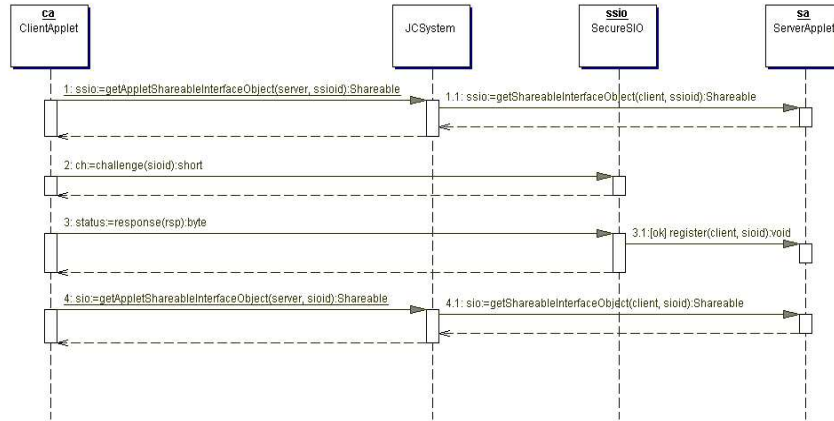 ca
ClientApplet
JCSystem
ssio
SecureSIO
sa
ServerApplet
1: ssio:=getAppletShareableInterfaceObject(server, ssioid):Shareable
1.1: ssio:=getShareableInterfaceObject(client, ssioid):Shareable
2: ch:=challenge(sioid):short
3: status:=response(rsp):byte
3.1:[ok] register(client, sioid):void
4: sio:=getAppletShareableInterfaceObject(server, sioid):Shareable
4.1: sio:=getShareableInterfaceObject(client, sioid):Shareable